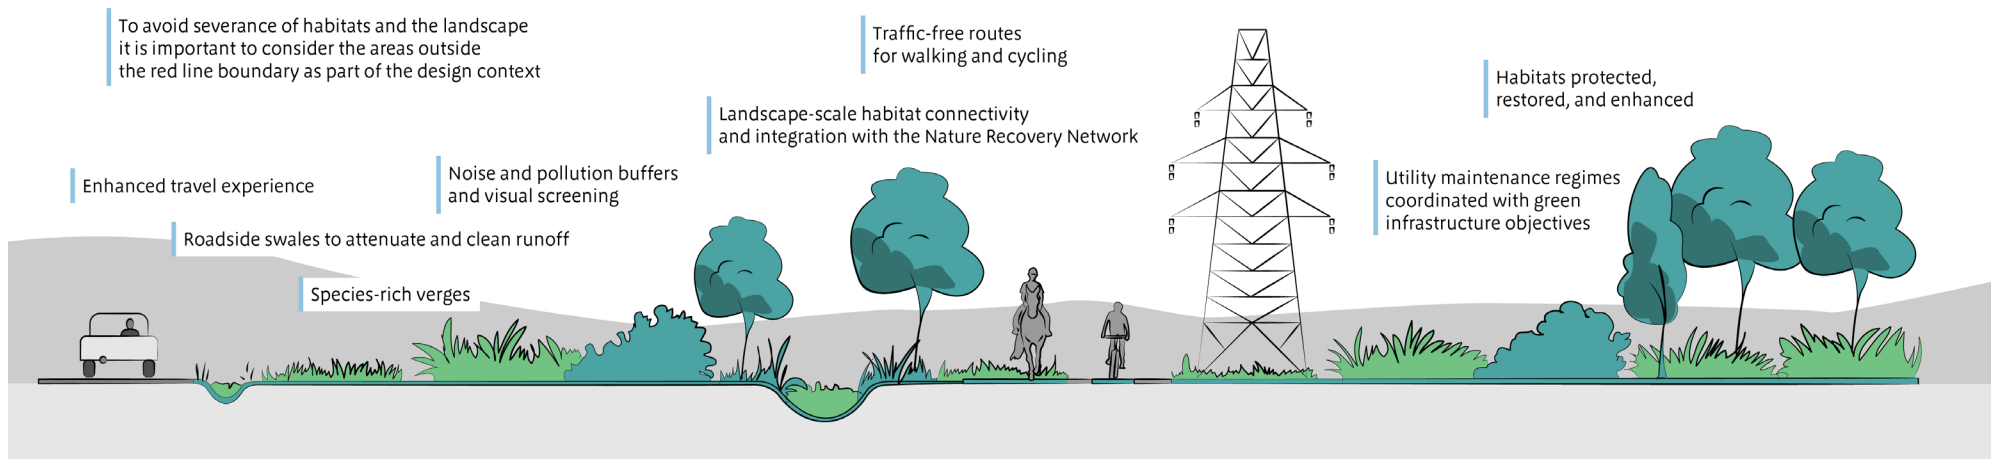 To avoid severance of habitats and the landscape
it is important to consider the areas outside
the red line boundary as part of the design context
Traffic-free routes
for walking and cycling
Landscape-scale habitat connectivity
and integration with the Nature Recovery Network
Habitats protected,
restored, and enhanced
Enhanced travel experience
Noise and pollution buffers
and visual screening
Utility maintenance regimes
coordinated with green
infrastructure objectives
Roadside swales to attenuate and clean runoff
Species-rich verges